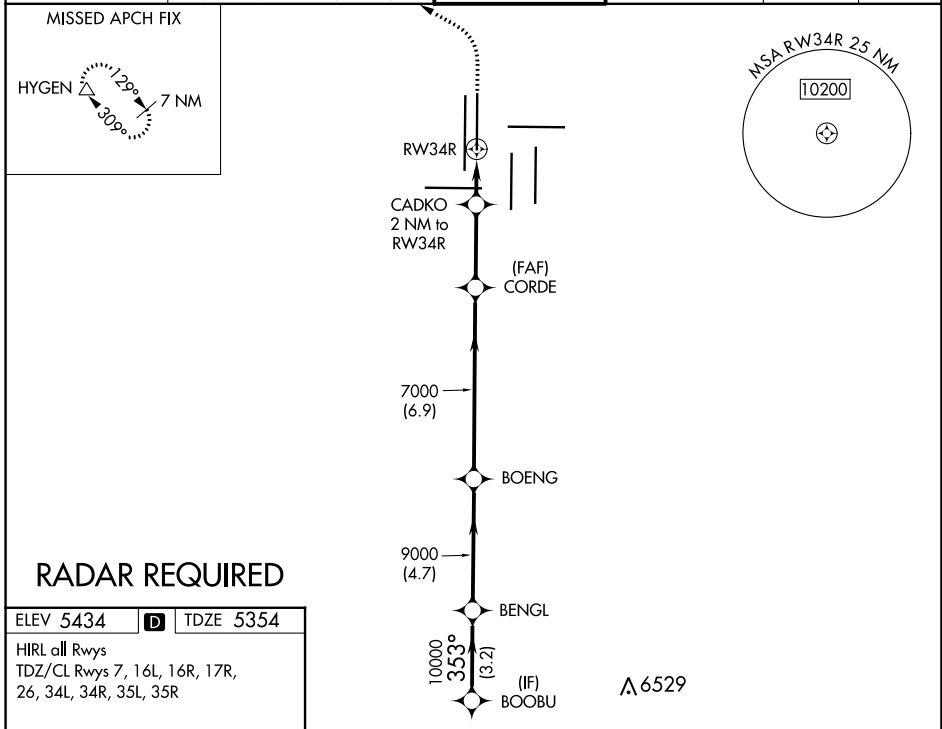 MISSED APCH FIX
HYGEN
129°
309°
7 NM
MSA RW34R 25 NM
10200
RW34R
CADKO
2 NM to
RW34R
(FAF)
CORDE
7000
(6.9)
BOENG
9000
(4.7)
BENGL
10000
353°
(3.2)
(IF)
BOOBU
6529
RADAR REQUIRED
ELEV 5434 D TDZE 5354
HIRL all Rwys
TDZ/CL Rwys 7, 16L, 16R, 17R,
26, 34L, 34R, 35L, 35R